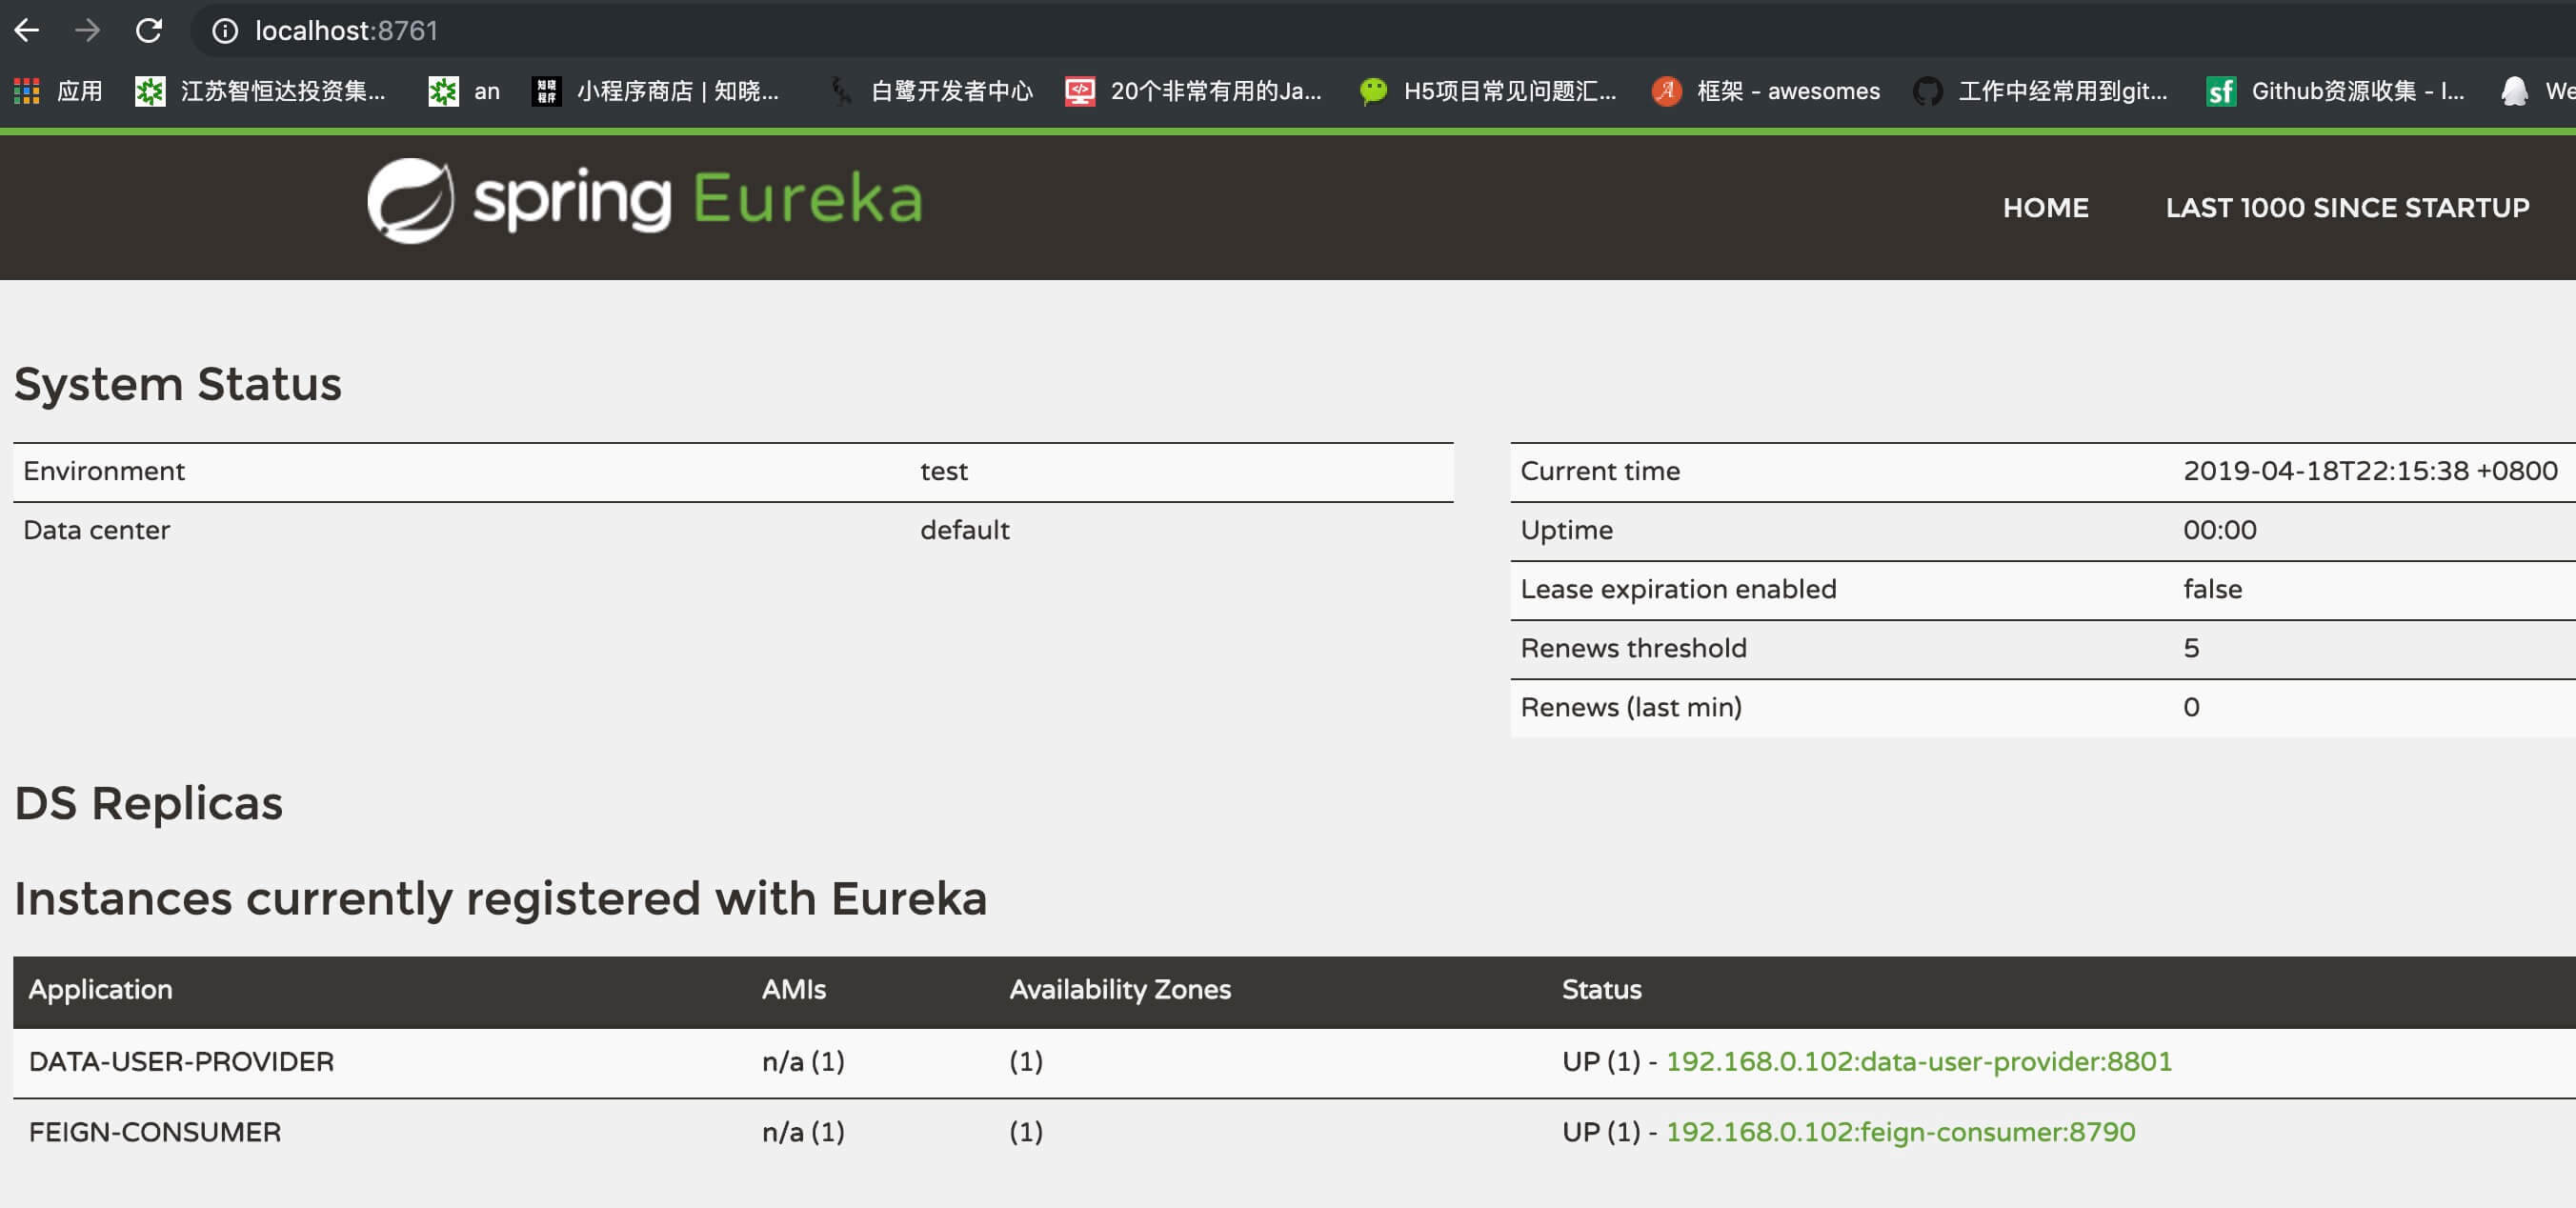 localhost:8761
应用 江苏智恒达投资集... an 知晓程序 小程序商店 | 知晓... 白鹭开发者中心 20个非常有用的Ja... H5项目常见问题汇... 框架 - awesomes 工作中经常用到git... sf Github资源收集 - I... We
spring Eureka HOME LAST 1000 SINCE STARTUP
System Status
Environment test Current time 2019-04-18T22:15:38 +0800
Data center default Uptime 00:00
Lease expiration enabled false
Renews threshold 5
Renews (last min) 0
DS Replicas
Instances currently registered with Eureka
Application AMIs Availability Zones Status
DATA-USER-PROVIDER n/a (1) (1) UP (1) - 192.168.0.102:data-user-provider:8801
FEIGN-CONSUMER n/a (1) (1) UP (1) - 192.168.0.102:feign-consumer:8790